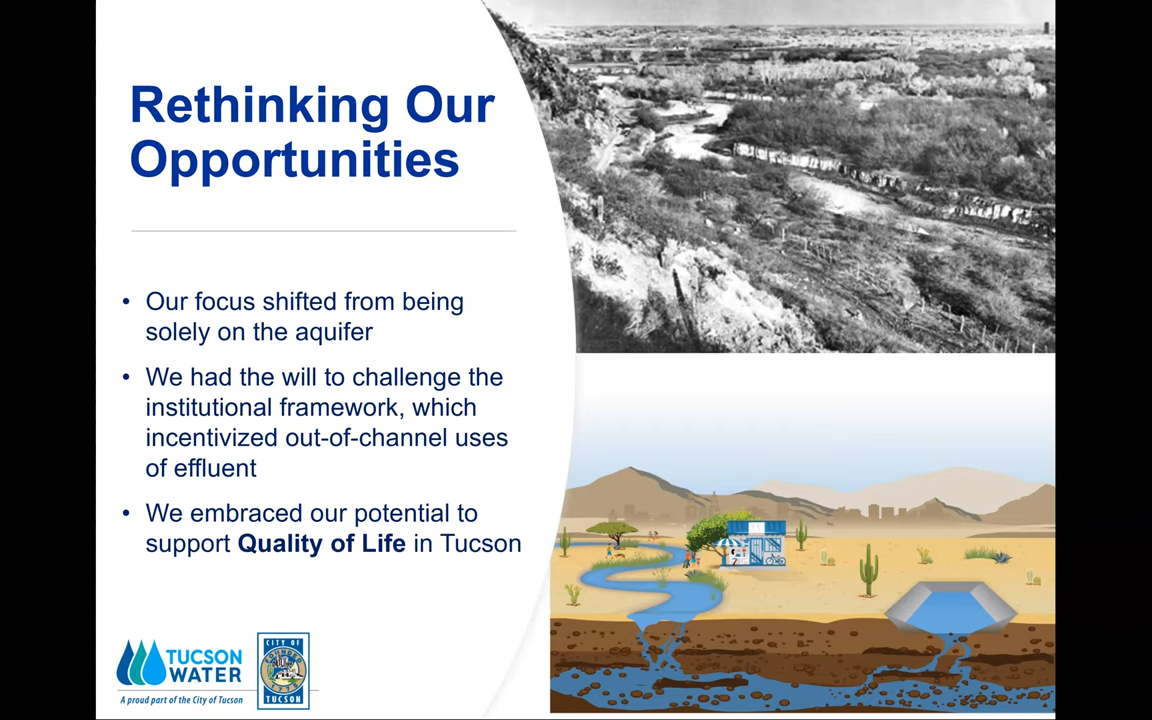 Rethinking Our
Opportunities
• Our focus shifted from being
solely on the aquifer
• We had the will to challenge the
institutional framework, which
incentivized out-of-channel uses
of effluent
• We embraced our potential to
support Quality of Life in Tucson
TUCSON
WATER
A proud part of the City of Tucson
CITY OF
TUCSON